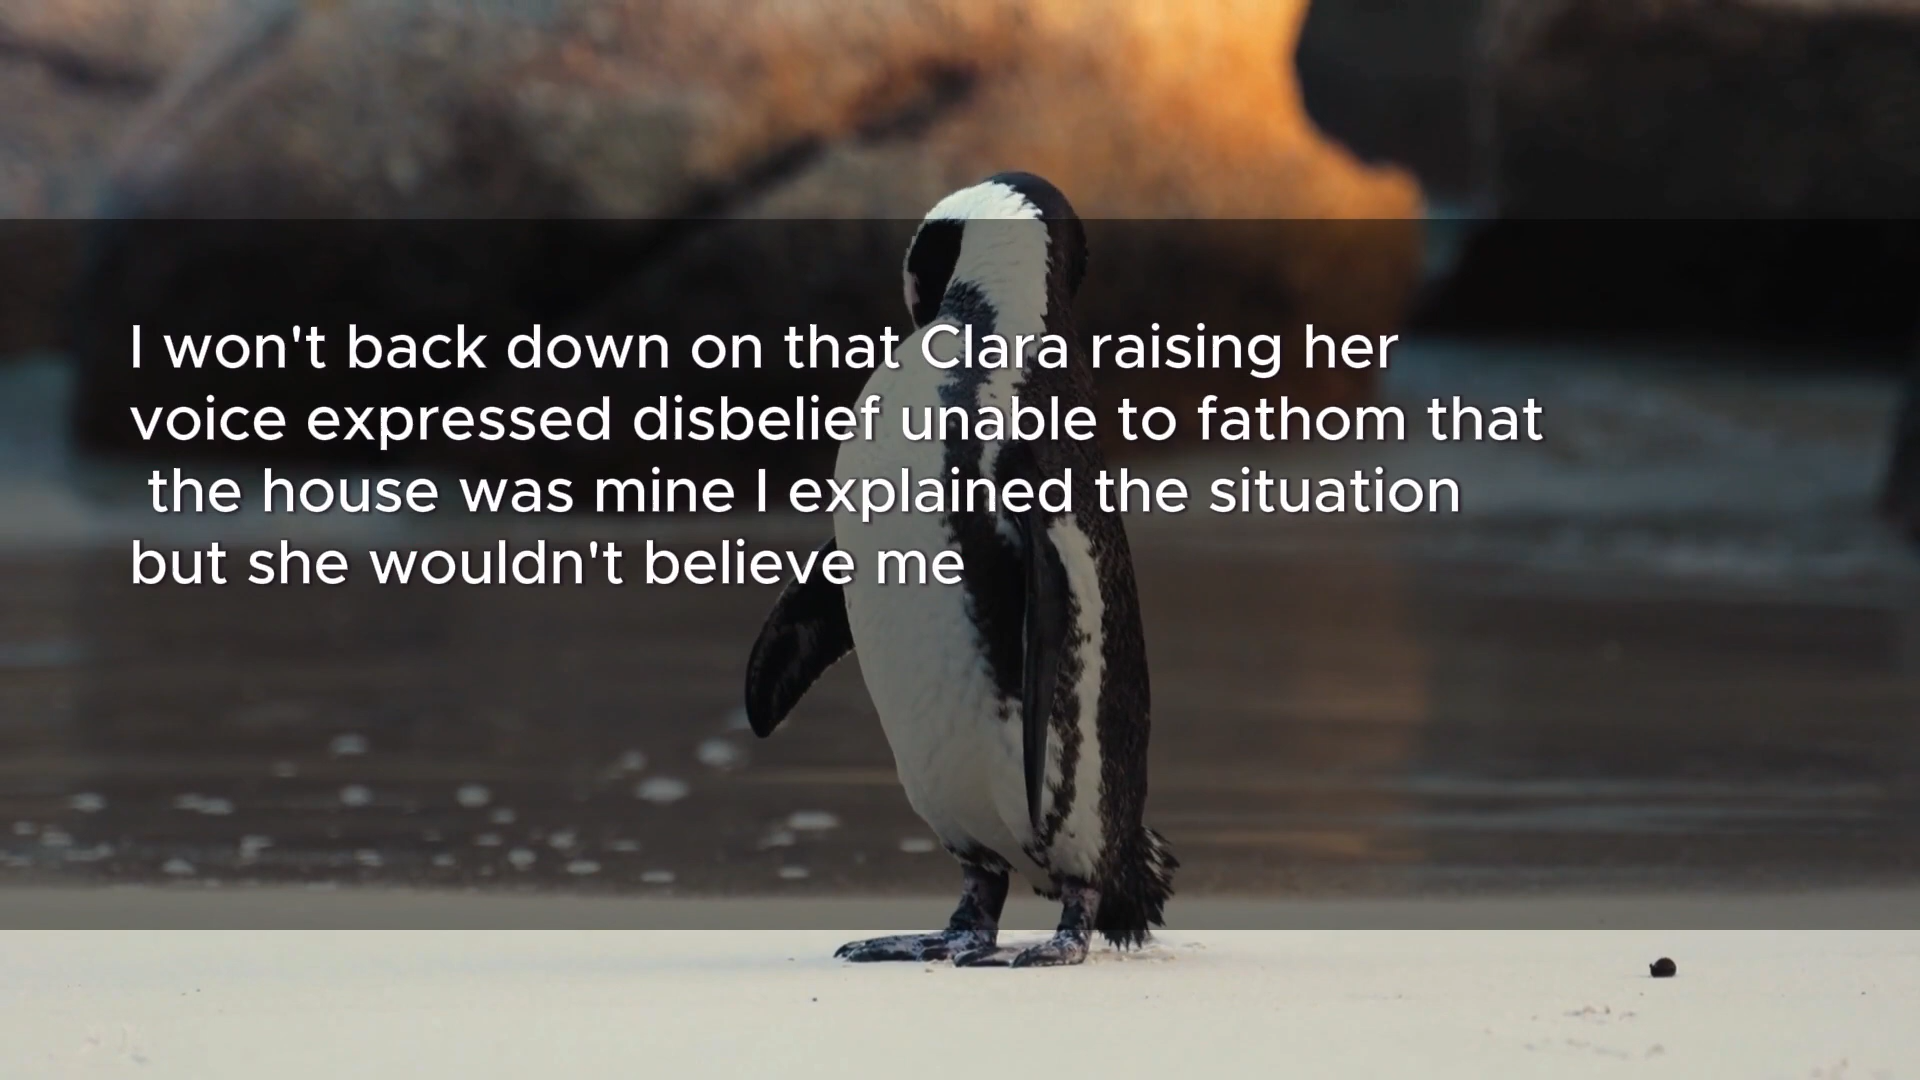 I won't back down on that Clara raising her
voice expressed disbelief unable to fathom that
the house was mine I explained the situation
but she wouldn't believe me